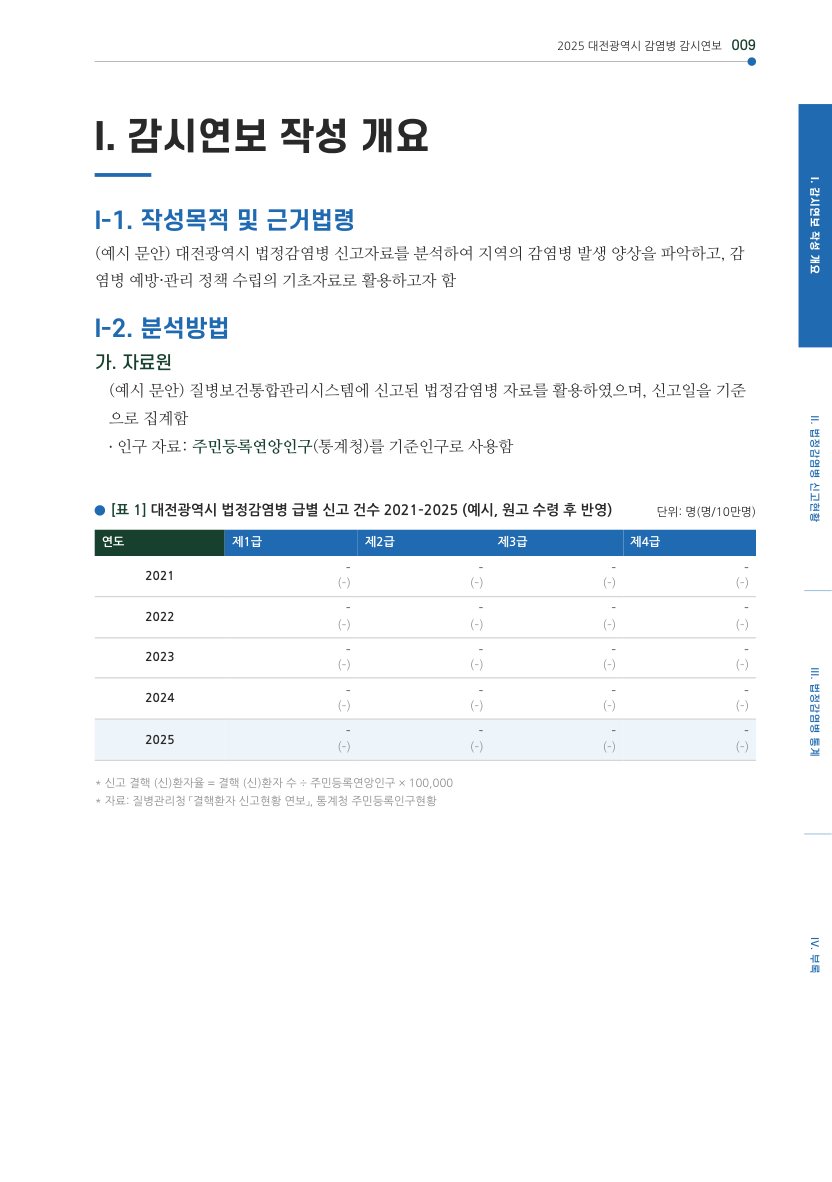 2025 대전광역시 감염병 감시연보 009
I. 감시연보 작성 개요
I-1. 작성목적 및 근거법령
(예시 문안) 대전광역시 법정감염병 신고자료를 분석하여 지역의 감염병 발생 양상을 파악하고, 감
염병 예방·관리 정책 수립의 기초자료로 활용하고자 함
I-2. 분석방법
가. 자료원
(예시 문안) 질병보건통합관리시스템에 신고된 법정감염병 자료를 활용하였으며, 신고일을 기준
으로 집계함
· 인구 자료: 주민등록연앙인구(통계청)를 기준인구로 사용함
[표 1] 대전광역시 법정감염병 급별 신고 건수 2021-2025 (예시, 원고 수령 후 반영) 단위: 명(명/10만명)
연도 제1급 제2급 제3급 제4급
- - - -
2021
(-) (-) (-) (-)
- - - -
2022
(-) (-) (-) (-)
- - - -
2023
(-) (-) (-) (-)
- - - -
2024
(-) (-) (-) (-)
- - - -
2025
(-) (-) (-) (-)
* 신고 결핵 (신)환자율 = 결핵 (신)환자 수 ÷ 주민등록연앙인구 × 100,000
* 자료: 질병관리청 「결핵환자 신고현황 연보」, 통계청 주민등록인구현황
I. 감시연보 작성 개요
II. 법정감염병 신고현황
III. 법정감염병 통계
IV. 부록